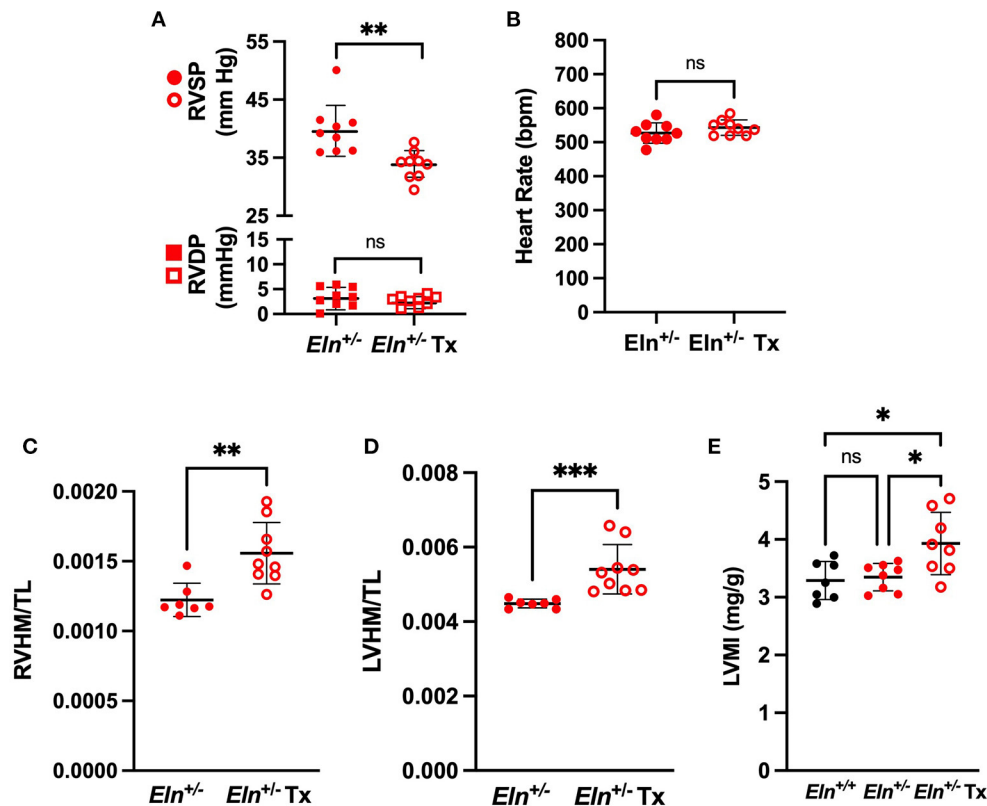 A
RVSP
(mm Hg)
55
45
35
25
**
RVDP
(mmHg)
15
10
5
0
ns
Eln+/- Eln+/- Tx
B
Heart Rate (bpm)
800
700
600
500
400
300
200
100
0
ns
Eln+/- Eln+/- Tx
C
RVHM/TL
0.0020
0.0015
0.0010
0.0005
0.0000
**
Eln+/- Eln+/- Tx
D
LVHM/TL
0.008
0.006
0.004
0.002
0.000
***
Eln+/- Eln+/- Tx
E
LVMI (mg/g)
5
4
3
2
1
0
*
ns
*
Eln+/+ Eln+/- Eln+/- Tx